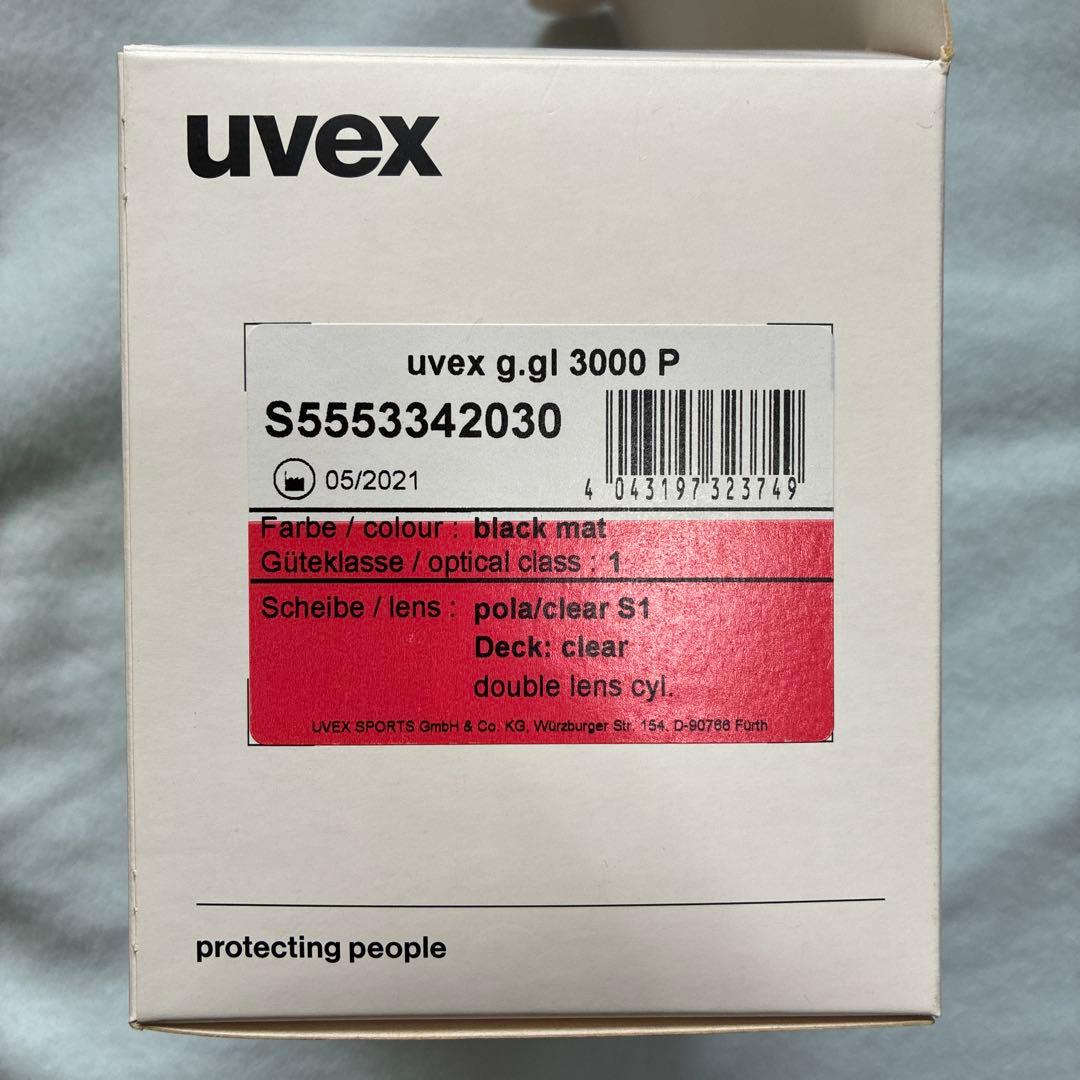 uvex
uvex g.gl 3000 P
S5553342030
05/2021
4 043197 323749
Farbe / colour : black mat
Güteklasse / optical class : 1
Scheibe / lens : pola/clear S1
Deck: clear
double lens cyl.
UVEX SPORTS GmbH & Co. KG, Würzburger Str. 154, D-90766 Fürth
protecting people